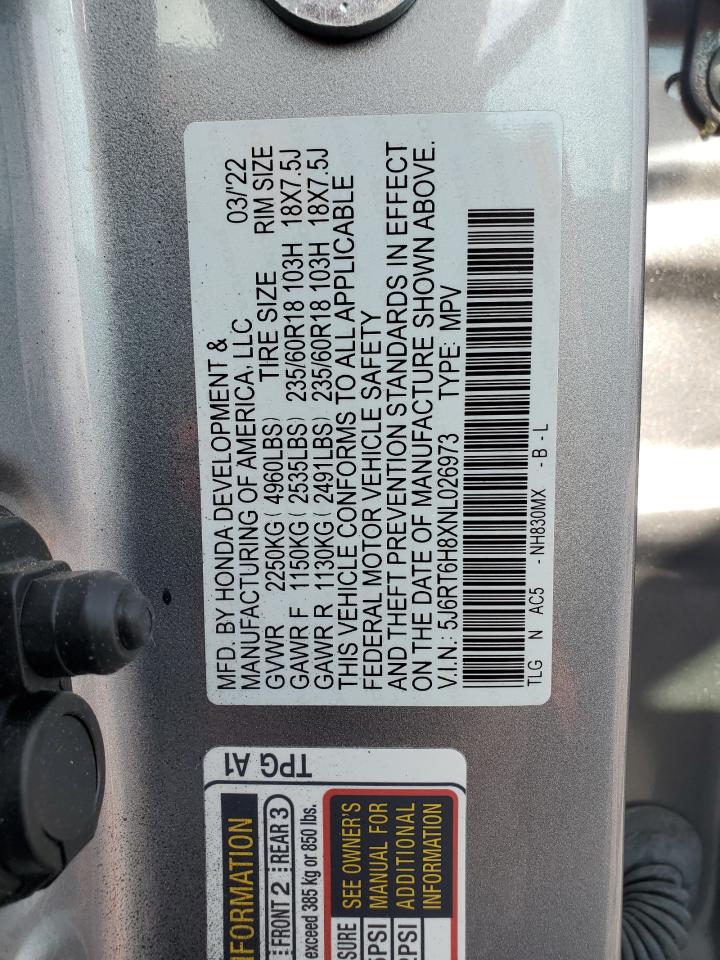 MFD. BY HONDA DEVELOPMENT &
MANUFACTURING OF AMERICA, LLC 03/'22
GVWR 2250KG ( 4960LBS) TIRE SIZE RIM SIZE
GAWR F 1150KG ( 2535LBS) 235/60R18 103H 18X7.5J
GAWR R 1130KG ( 2491LBS) 235/60R18 103H 18X7.5J
THIS VEHICLE CONFORMS TO ALL APPLICABLE
FEDERAL MOTOR VEHICLE SAFETY
AND THEFT PREVENTION STANDARDS IN EFFECT
ON THE DATE OF MANUFACTURE SHOWN ABOVE.
V.I.N.: 5J6RT6H8XNL026973 TYPE: MPV
TLG N AC5 - NH830MX - B - L
TPG A1
FRONT 2 REAR 3
exceed 385 kg or 850 lbs.
SEE OWNER'S
MANUAL FOR
ADDITIONAL
INFORMATION